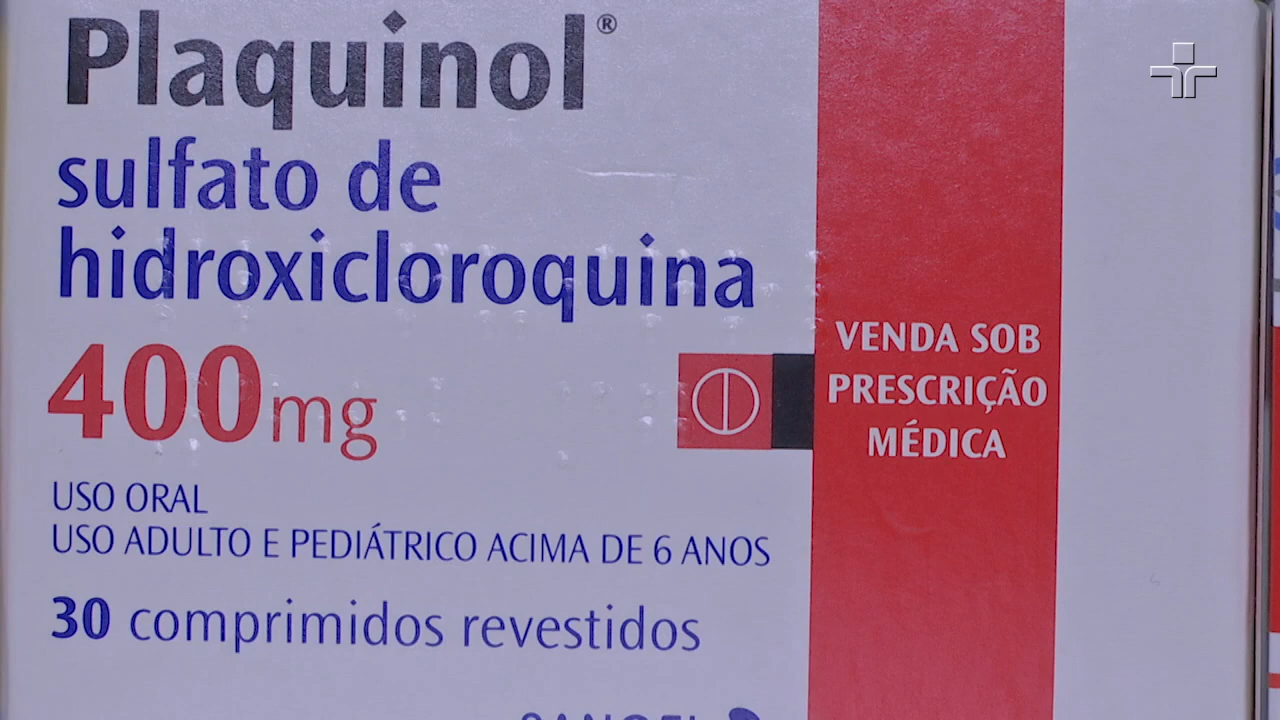 Plaquinol®
sulfato de
hidroxicloroquina
400mg
USO ORAL
USO ADULTO E PEDIÁTRICO ACIMA DE 6 ANOS
30 comprimidos revestidos
VENDA SOB
PRESCRIÇÃO
MÉDICA